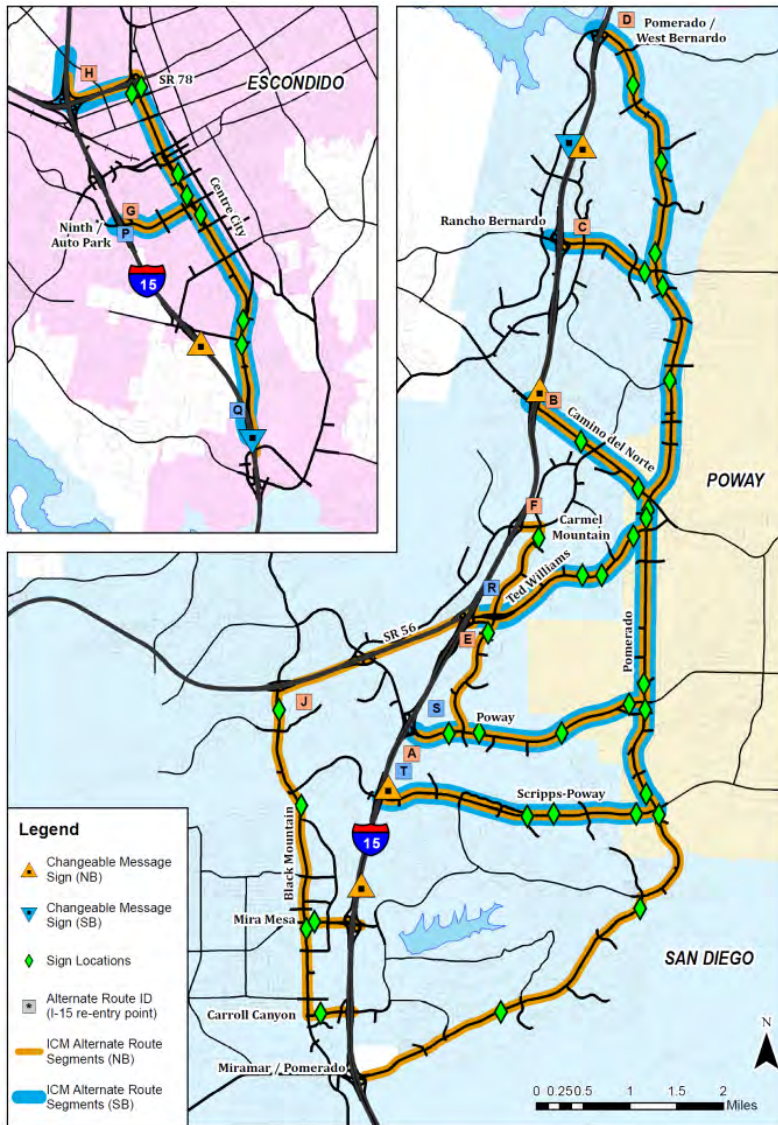 H
SR 78
ESCONDIDO
Centre City
G
P
Ninth /
Auto Park
15
Q
D
Pomerado /
West Bernardo
Rancho Bernardo
C
B
Camino del Norte
POWAY
F
Carmel
Mountain
R
Ted Williams
SR 56
E
Pomerado
J
S
Poway
A
T
Scripps-Poway
15
Black Mountain
Mira Mesa
SAN DIEGO
Carroll Canyon
Miramar / Pomerado
Legend
Changeable Message
Sign (NB)
Changeable Message
Sign (SB)
Sign Locations
*
Alternate Route ID
(I-15 re-entry point)
ICM Alternate Route
Segments (NB)
ICM Alternate Route
Segments (SB)
N
0 0.25 0.5 1 1.5 2
Miles